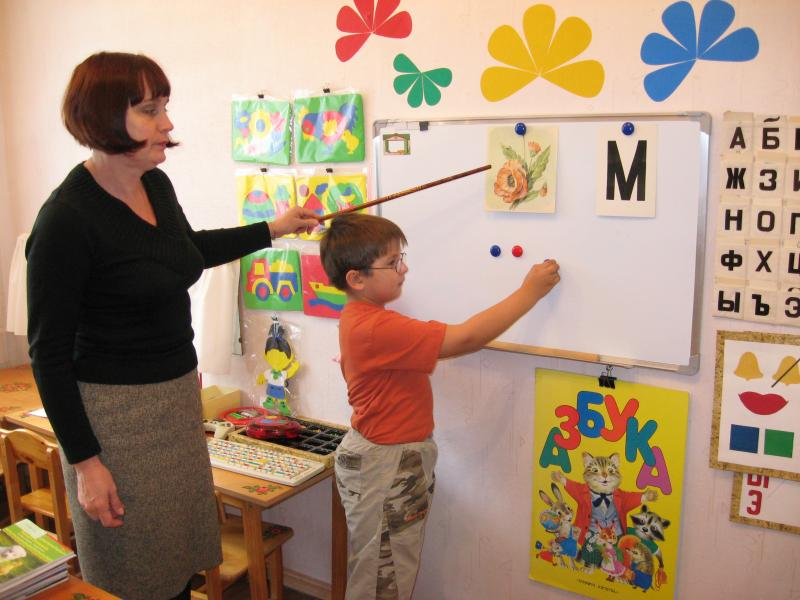 М
А Б
Ж З И
Н О
Ф Х
Ы Ъ Э
АЗБУКА
Э